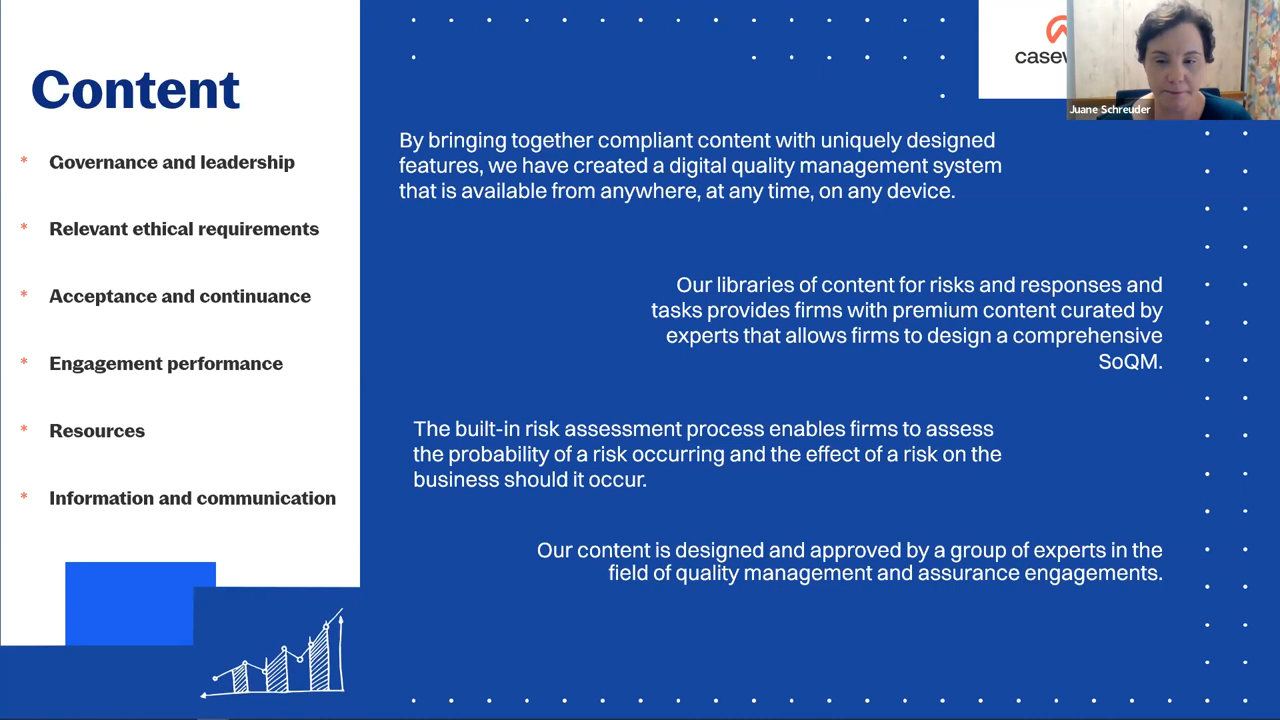 Content
* Governance and leadership
* Relevant ethical requirements
* Acceptance and continuance
* Engagement performance
* Resources
* Information and communication
casew
Juane Schreuder
By bringing together compliant content with uniquely designed
features, we have created a digital quality management system
that is available from anywhere, at any time, on any device.
Our libraries of content for risks and responses and
tasks provides firms with premium content curated by
experts that allows firms to design a comprehensive
SoQM.
The built-in risk assessment process enables firms to assess
the probability of a risk occurring and the effect of a risk on the
business should it occur.
Our content is designed and approved by a group of experts in the
field of quality management and assurance engagements.